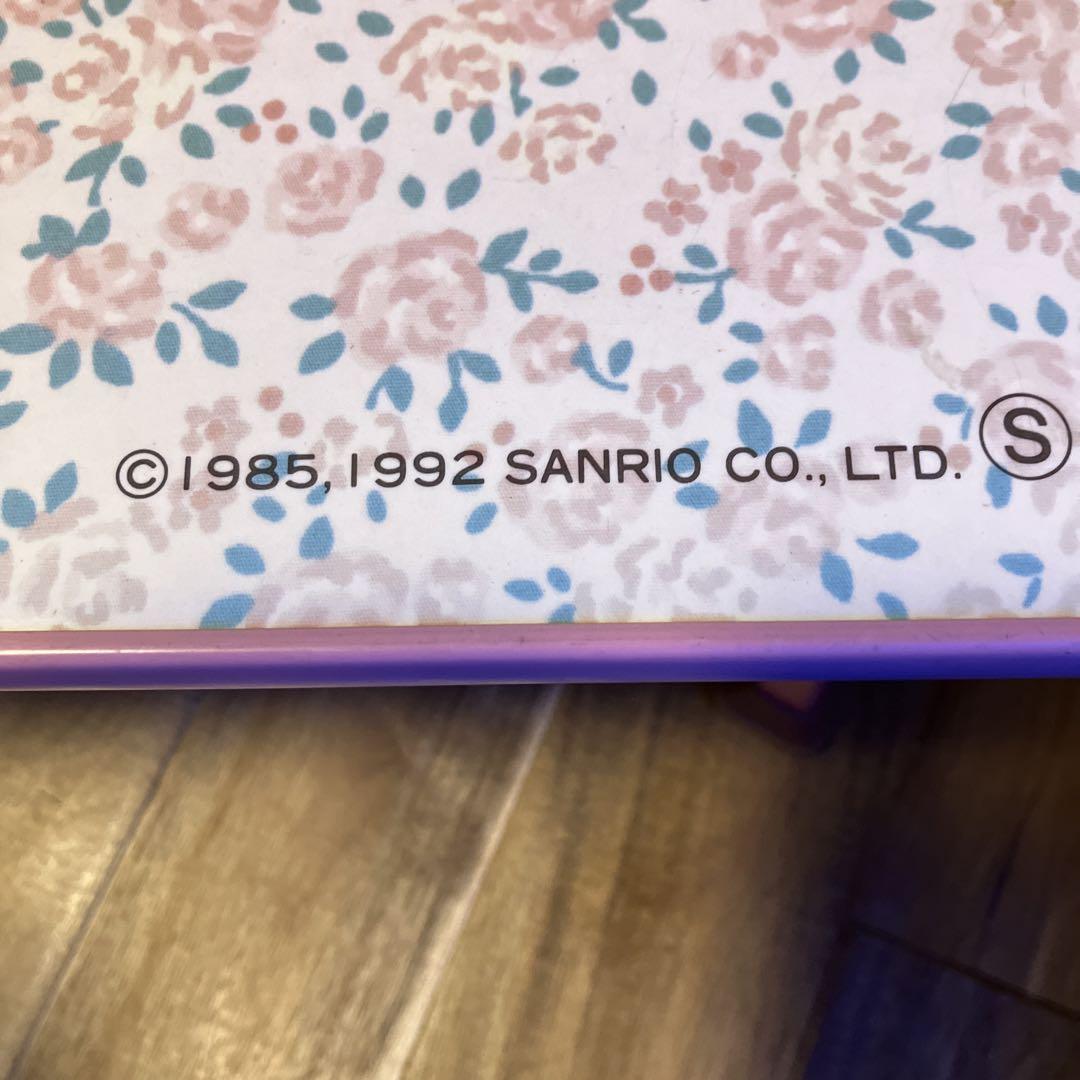 ©1985,1992 SANRIO CO., LTD. Ⓢ